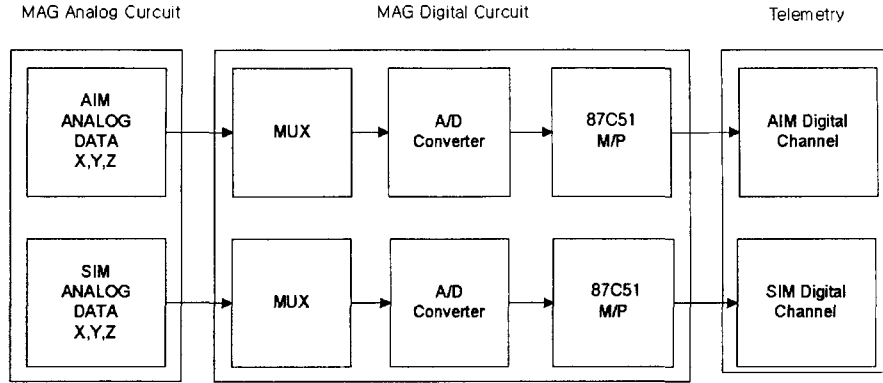 MAG Analog Curcuit
MAG Digital Curcuit
Telemetry
AIM
ANALOG
DATA
X,Y,Z
MUX
A/D
Converter
87C51
M/P
AIM Digital
Channel
SIM
ANALOG
DATA
X,Y,Z
MUX
A/D
Converter
87C51
M/P
SIM Digital
Channel